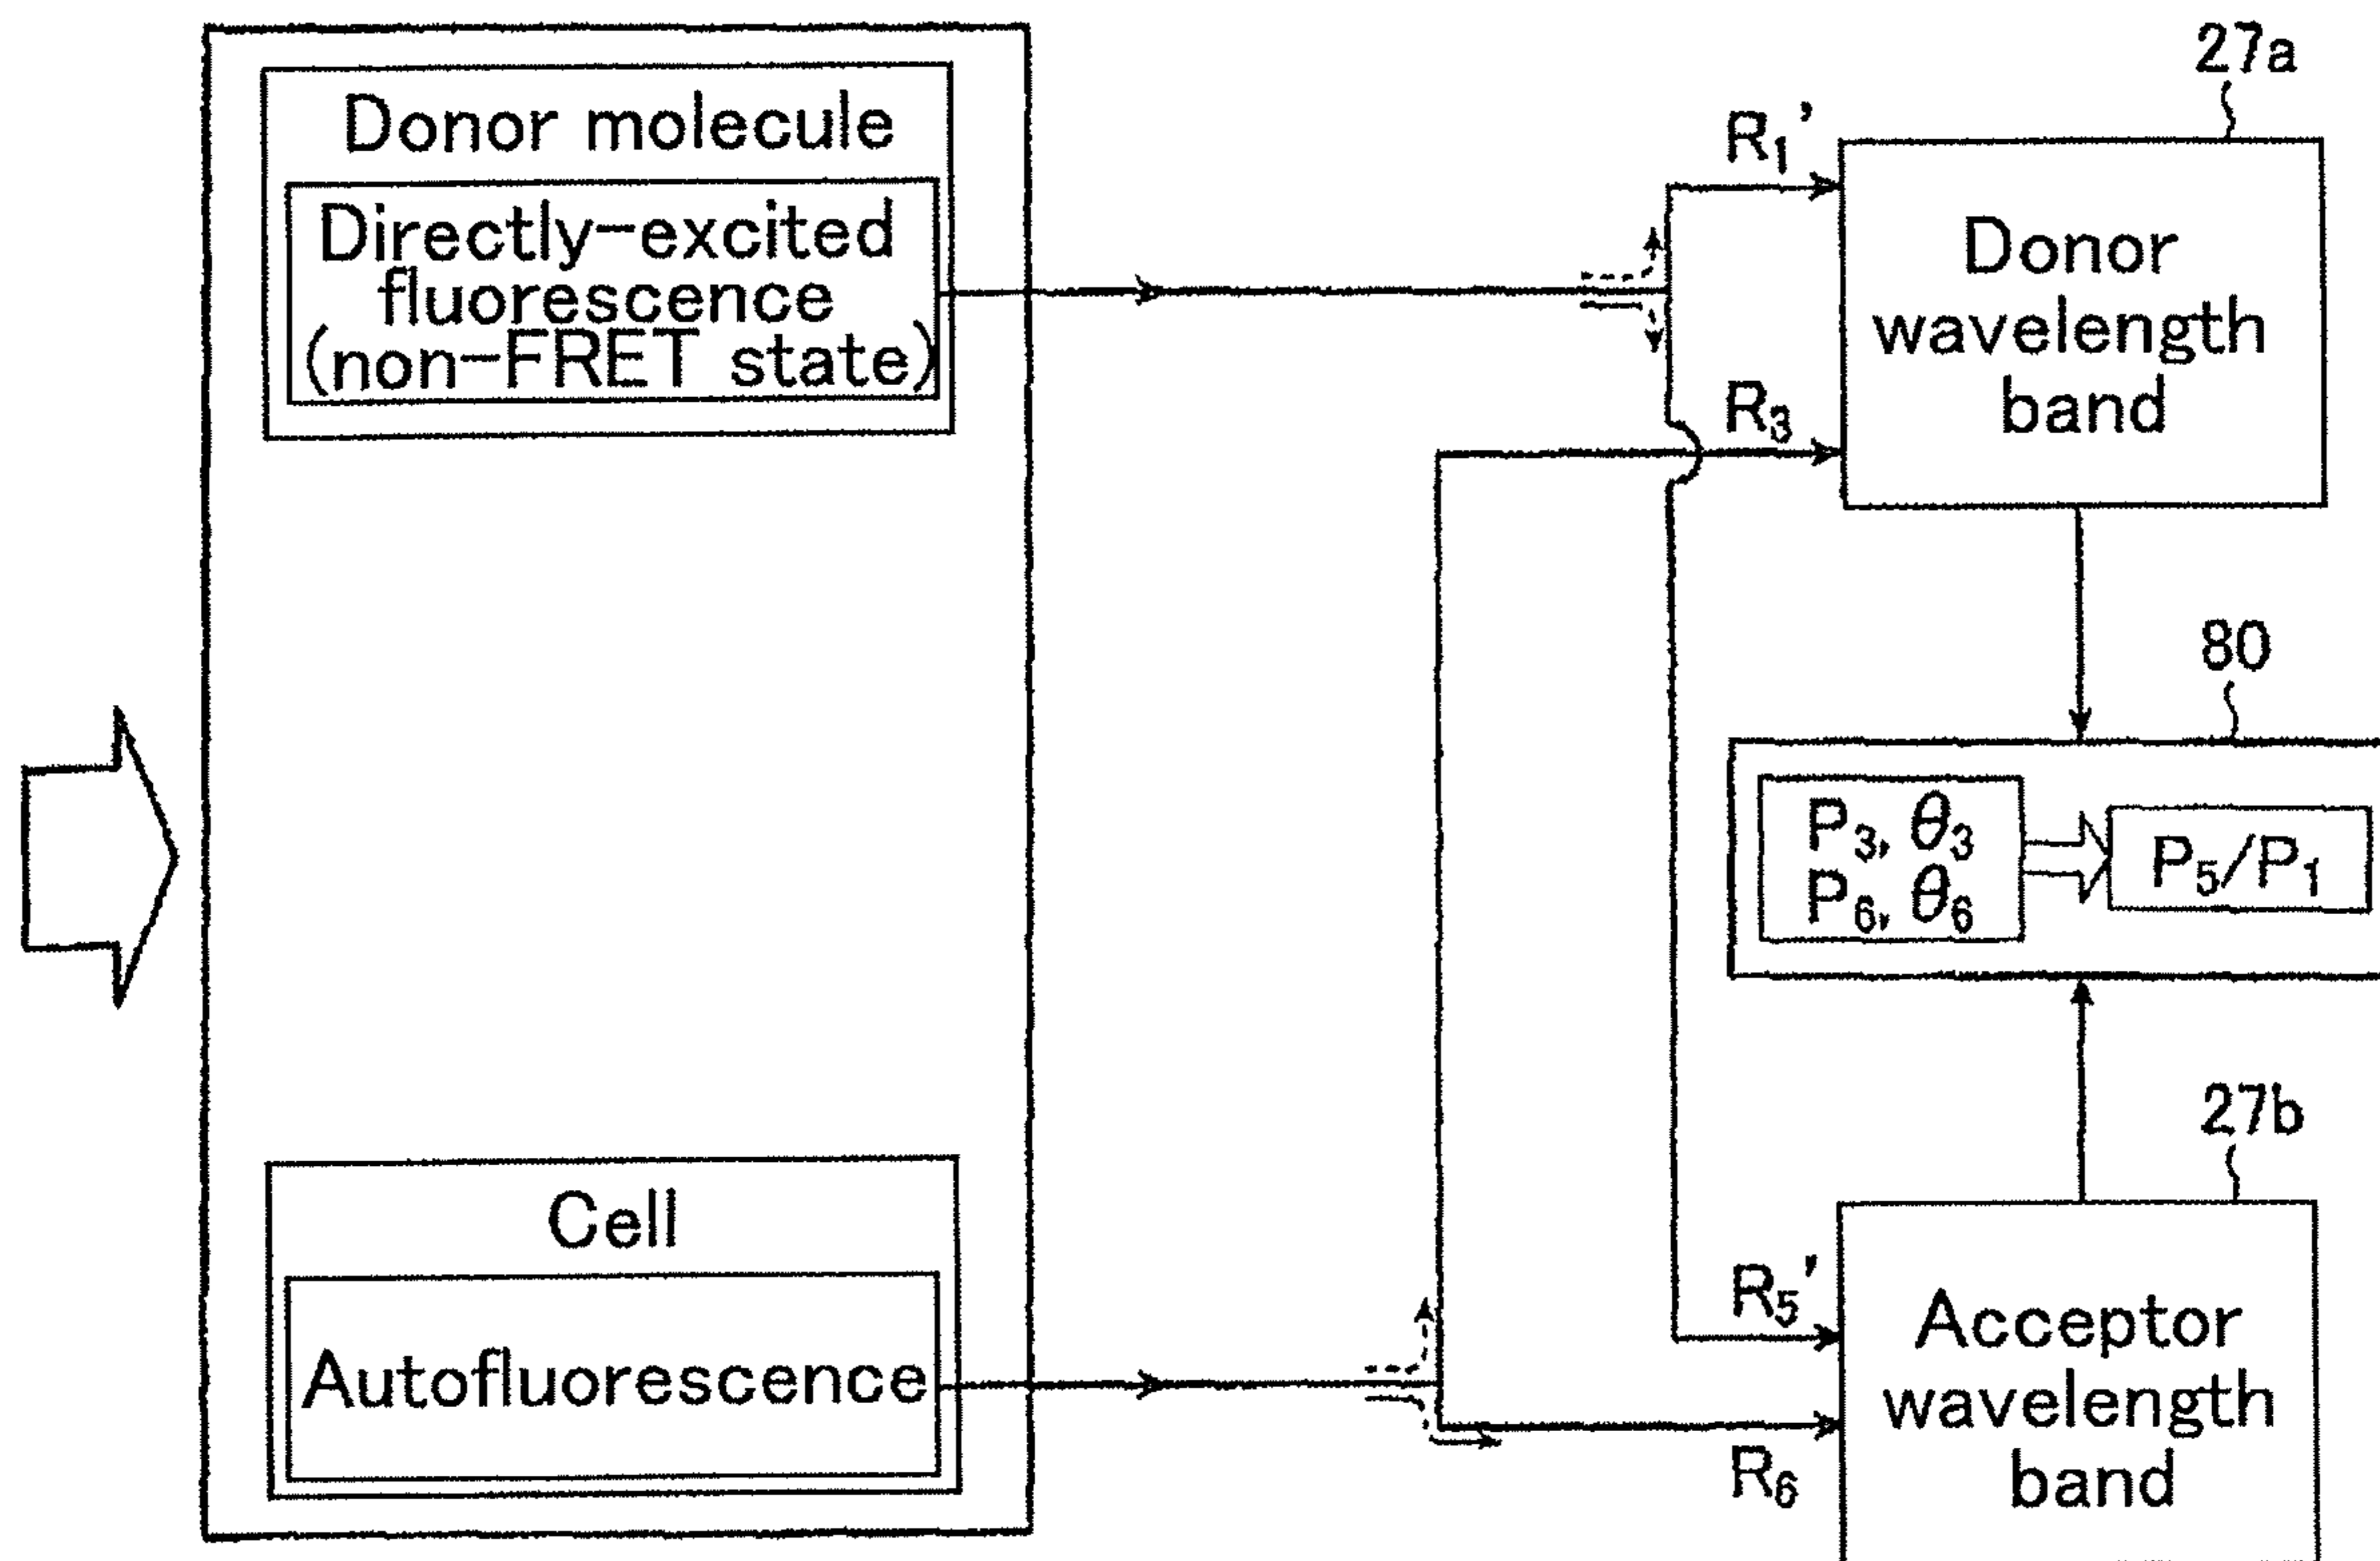 Donor molecule
Directly-excited
fluorescence
(non-FRET state)
Cell
Autofluorescence
27a
R₁'
R₃
Donor
wavelength
band
80
P₃, θ₃
P₆, θ₆
P₅/P₁
27b
R₅'
R₆
Acceptor
wavelength
band